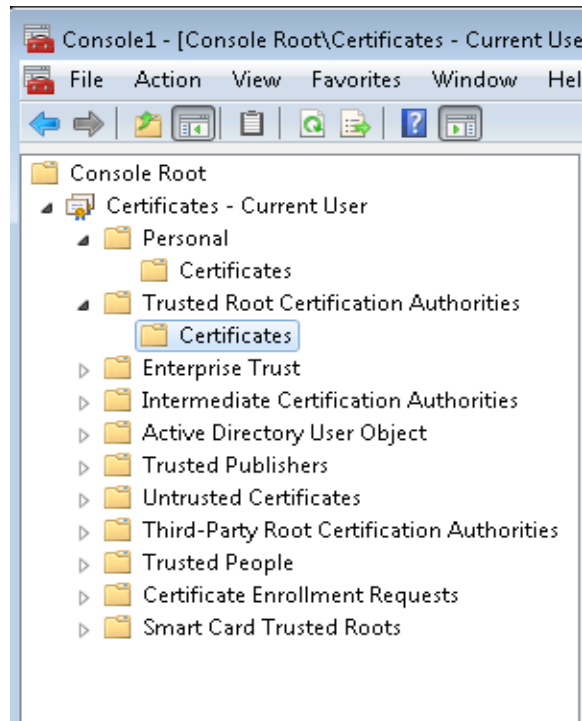 Console1 - [Console Root\Certificates - Current Use
File Action View Favorites Window Hel
Console Root
Certificates - Current User
Personal
Certificates
Trusted Root Certification Authorities
Certificates
Enterprise Trust
Intermediate Certification Authorities
Active Directory User Object
Trusted Publishers
Untrusted Certificates
Third-Party Root Certification Authorities
Trusted People
Certificate Enrollment Requests
Smart Card Trusted Roots